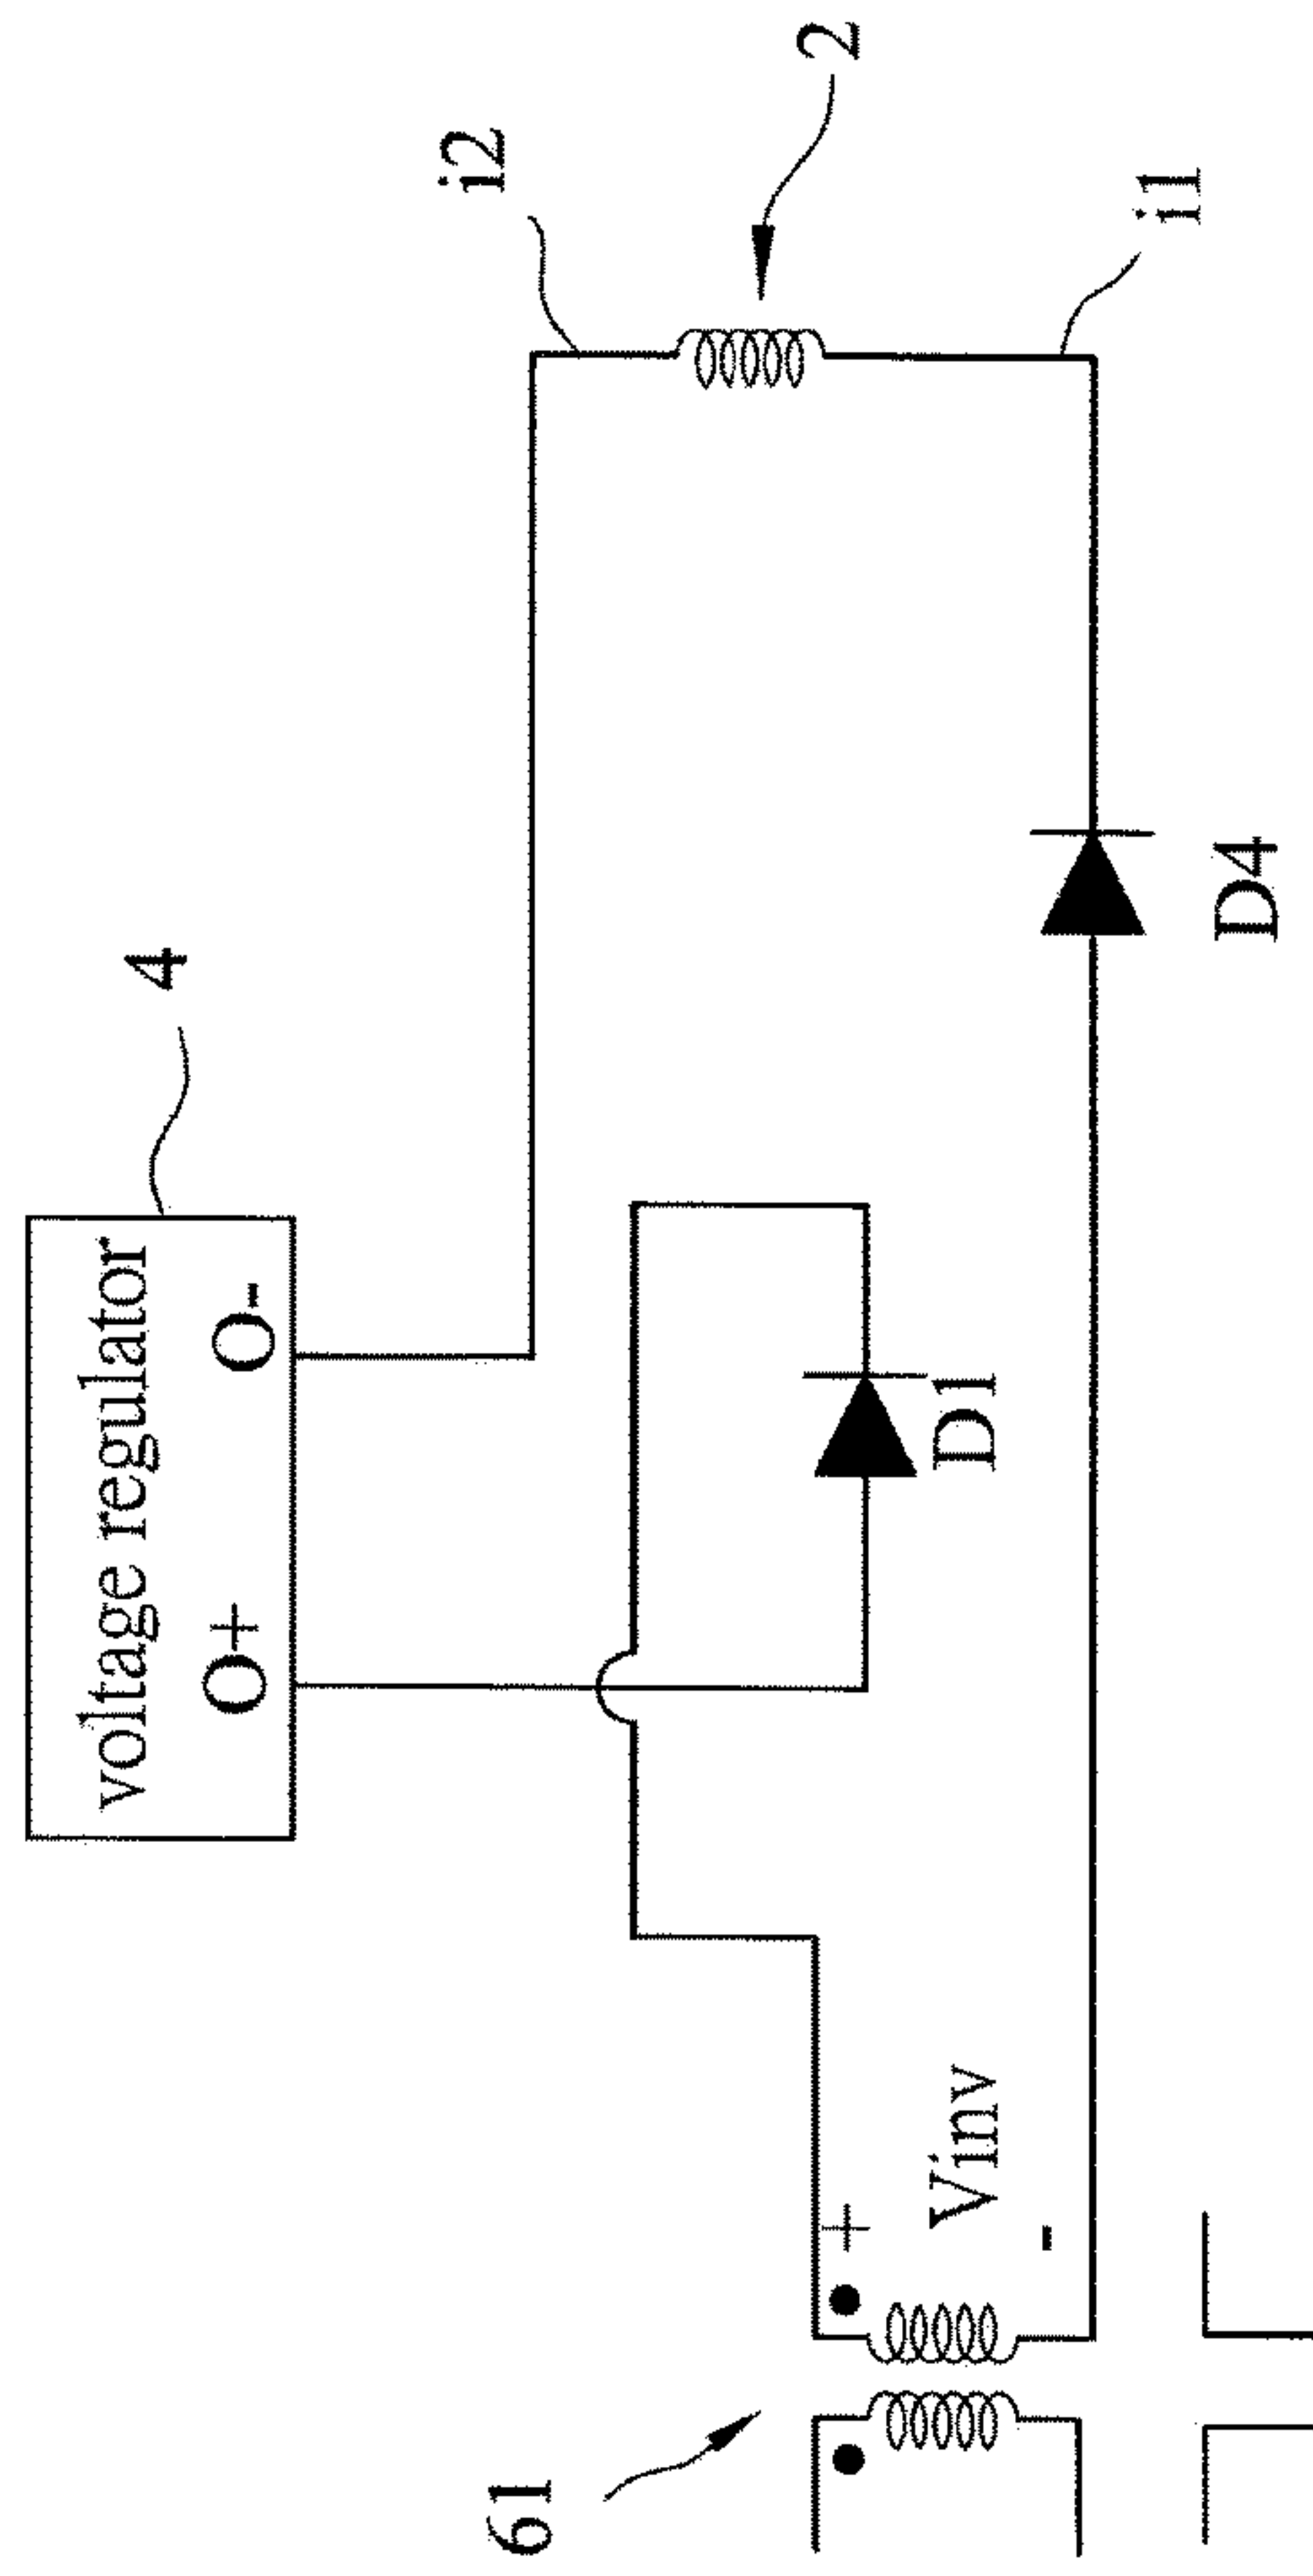 4
voltage regulator
O+ O-
i2
2
i1
D1
D4
61
+
Vinv
-